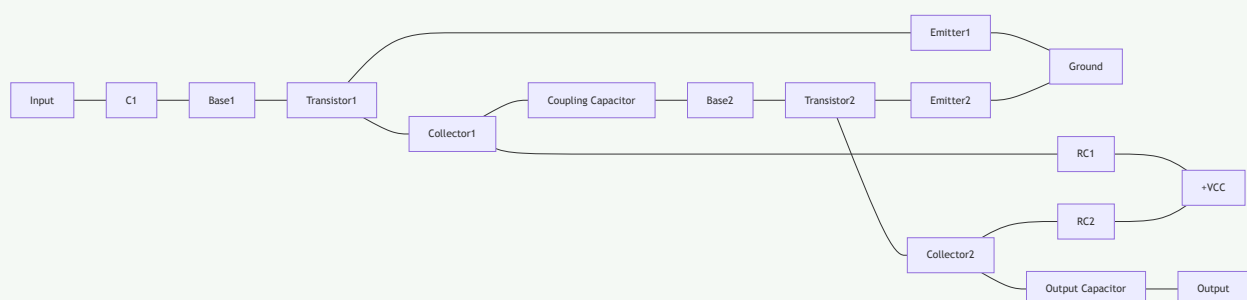 Emitter1
Ground
Input
C1
Base1
Transistor1
Coupling Capacitor
Base2
Transistor2
Emitter2
Collector1
RC1
+VCC
RC2
Collector2
Output Capacitor
Output